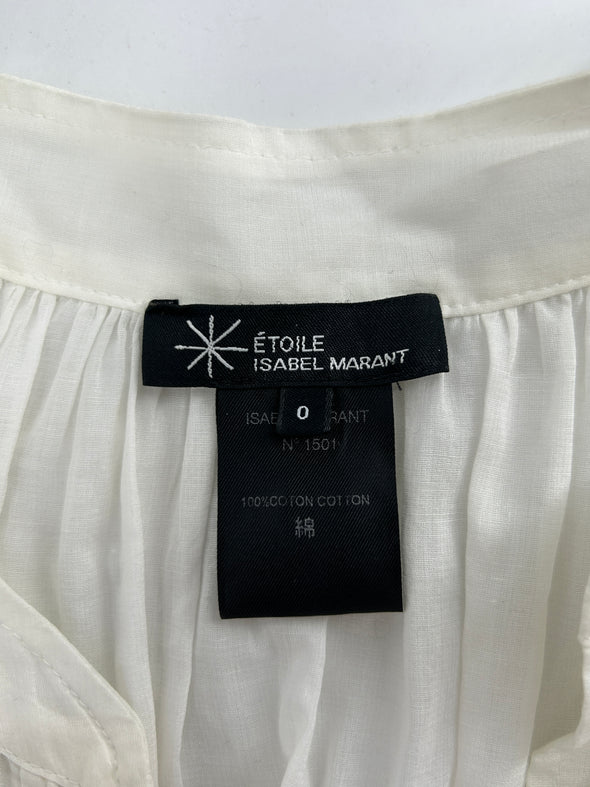 ÉTOILE
ISABEL MARANT
0
N° 1501
100%COTON COTTON
綿